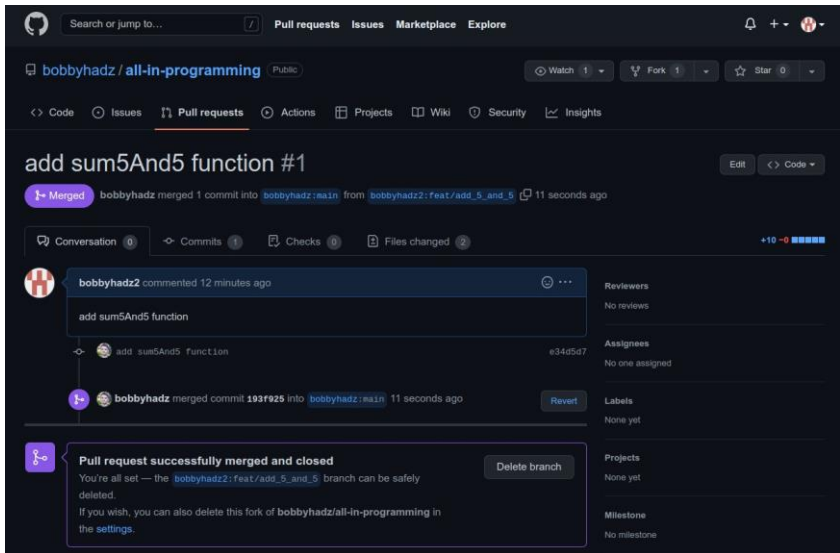 Search or jump to... /
Pull requests Issues Marketplace Explore
bobbyhadz / all-in-programming Public
Watch 1 Fork 1 Star 0
<> Code Issues Pull requests Actions Projects Wiki Security Insights
add sum5And5 function #1
Edit <> Code
Merged bobbyhadz merged 1 commit into bobbyhadz:main from bobbyhadz2:feat/add_5_and_5 11 seconds ago
Conversation 0 Commits 1 Checks 0 Files changed 2
+10 −0
bobbyhadz2 commented 12 minutes ago
add sum5And5 function
add sum5And5 function e34d5d7
bobbyhadz merged commit 193f925 into bobbyhadz:main 11 seconds ago
Revert
Pull request successfully merged and closed
You're all set — the bobbyhadz2:feat/add_5_and_5 branch can be safely
deleted.
If you wish, you can also delete this fork of bobbyhadz/all-in-programming in
the settings.
Delete branch
Reviewers
No reviews
Assignees
No one assigned
Labels
None yet
Projects
None yet
Milestone
No milestone